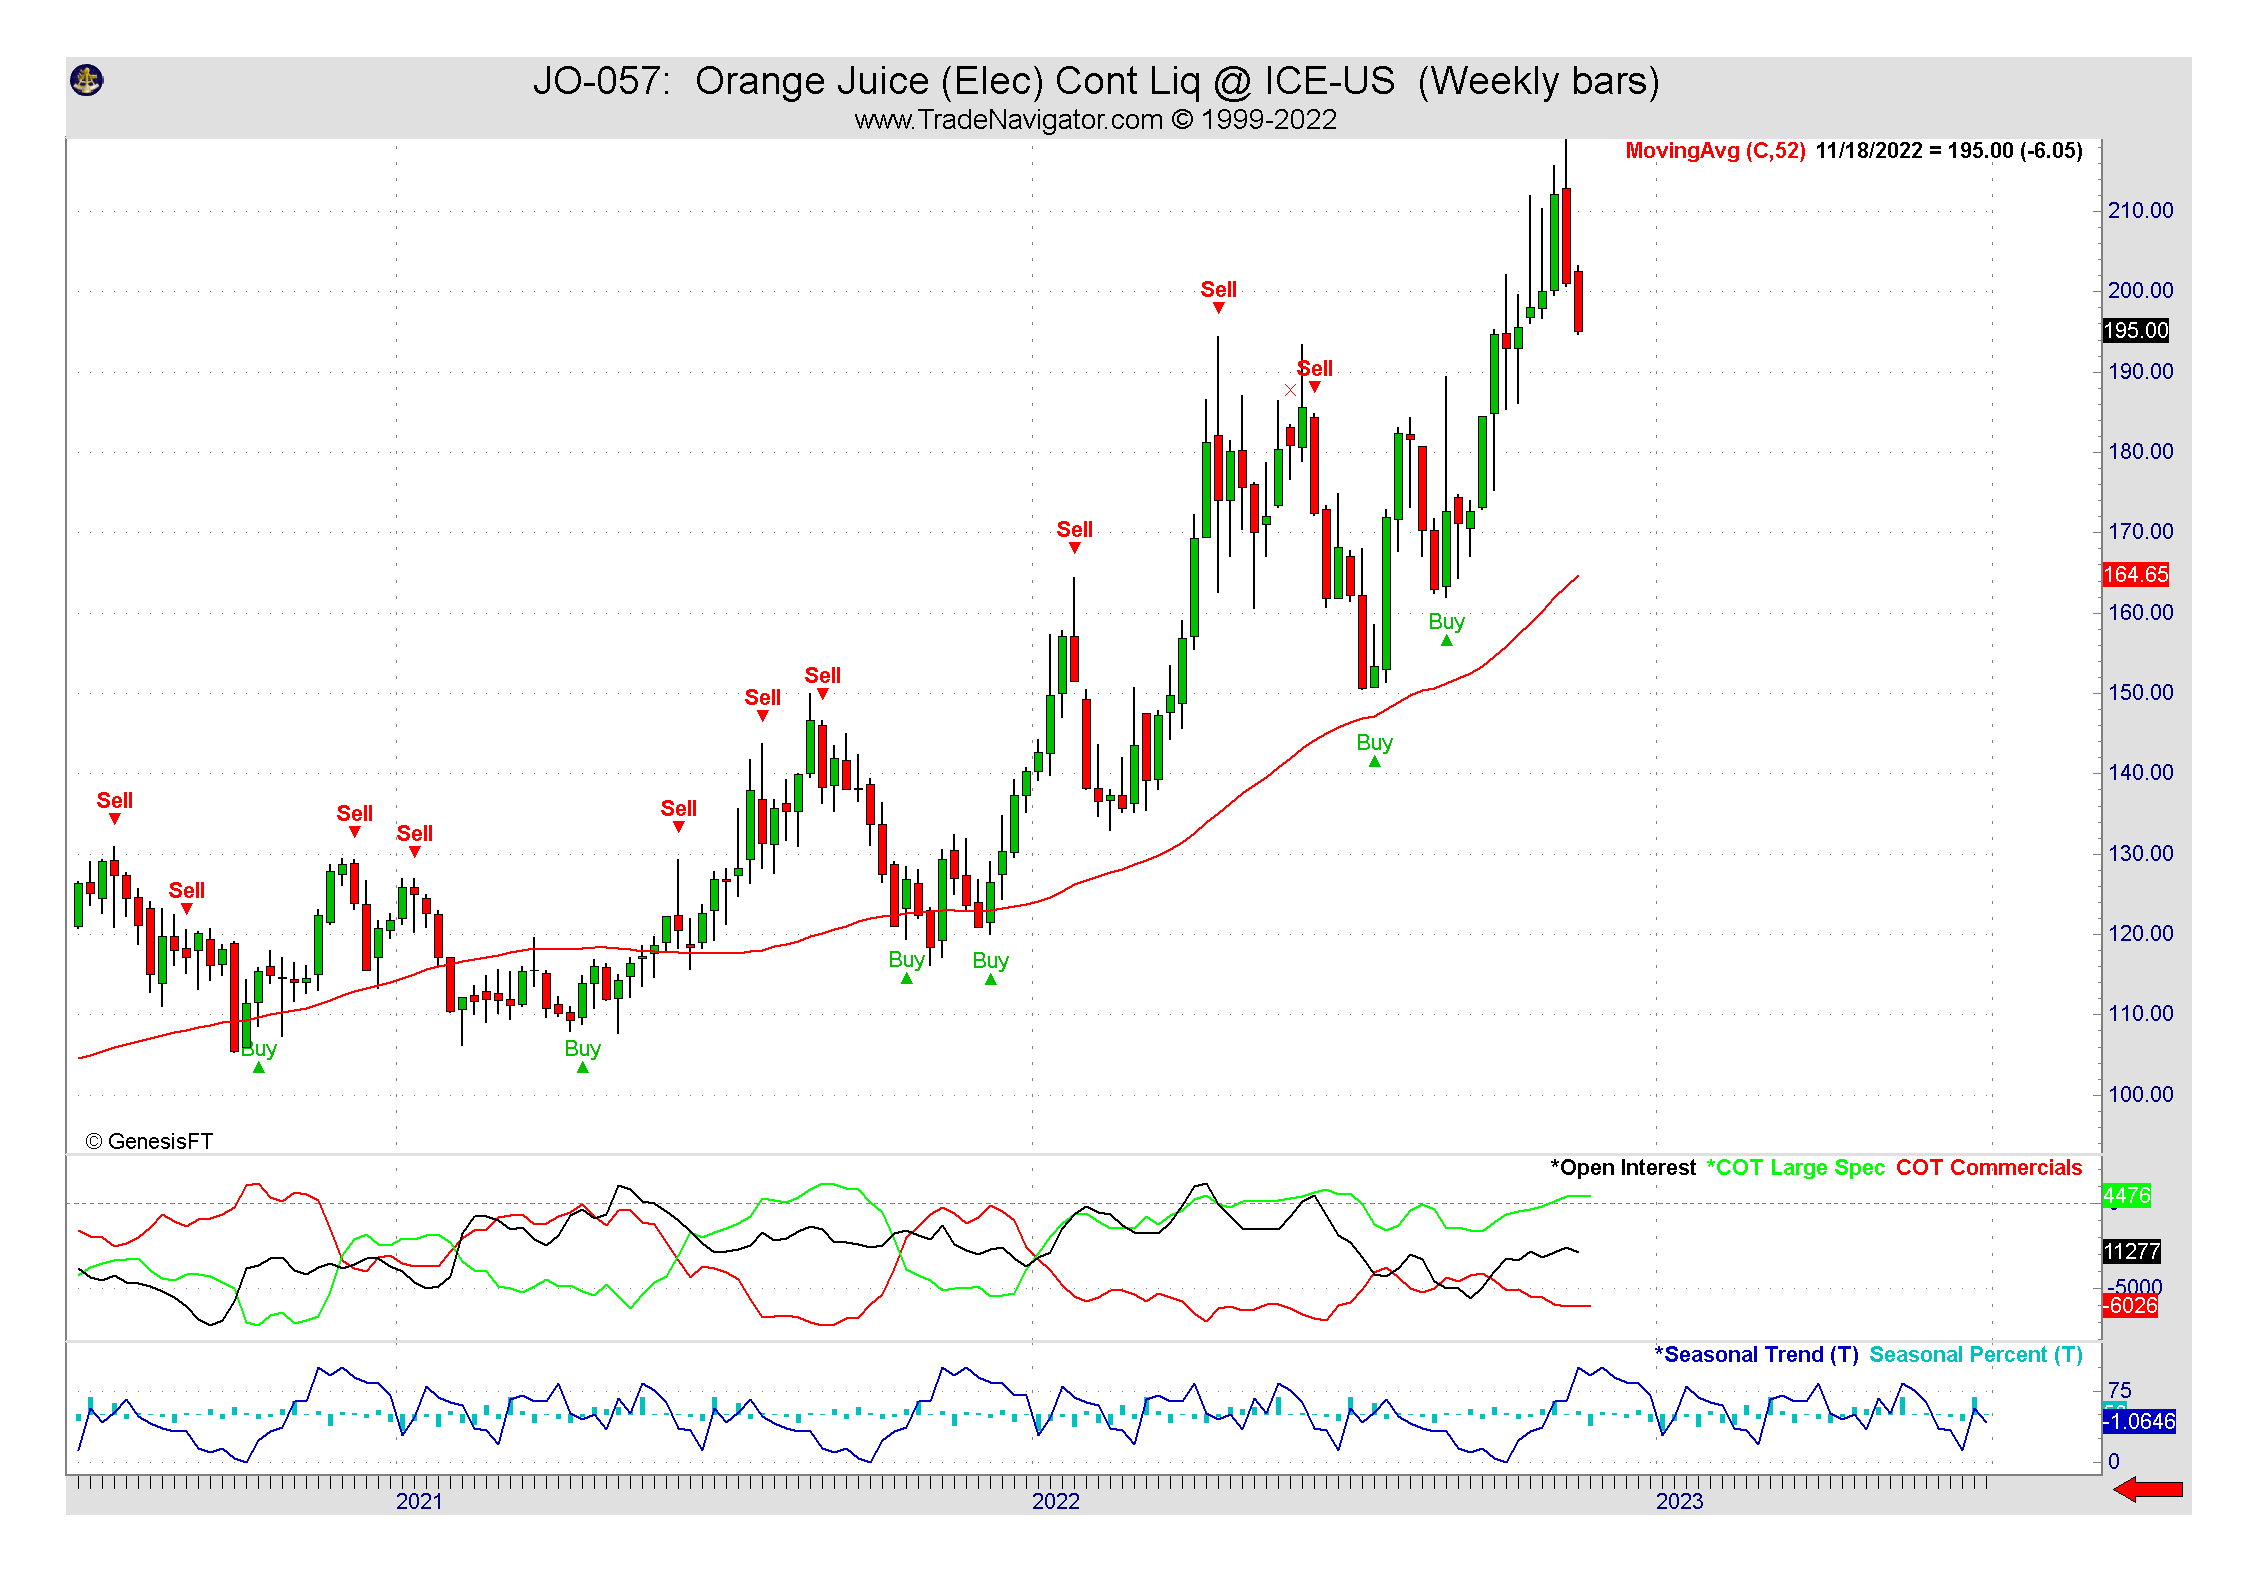 JO-057: Orange Juice (Elec) Cont Liq @ ICE-US (Weekly bars)
www.TradeNavigator.com © 1999-2022
MovingAvg (C,52) 11/18/2022 = 195.00 (-6.05)
210.00
200.00
195.00
190.00
180.00
170.00
164.65
160.00
150.00
140.00
130.00
120.00
110.00
100.00
Sell
Sell
Sell
Sell
Sell
Sell
Sell
Sell
Sell
Sell
Buy
Buy
Buy
Buy
Buy
Buy
© GenesisFT
*Open Interest *COT Large Spec COT Commercials
4476
11277
-5000
-6026
*Seasonal Trend (T) Seasonal Percent (T)
75
-1.0646
0
2021 2022 2023